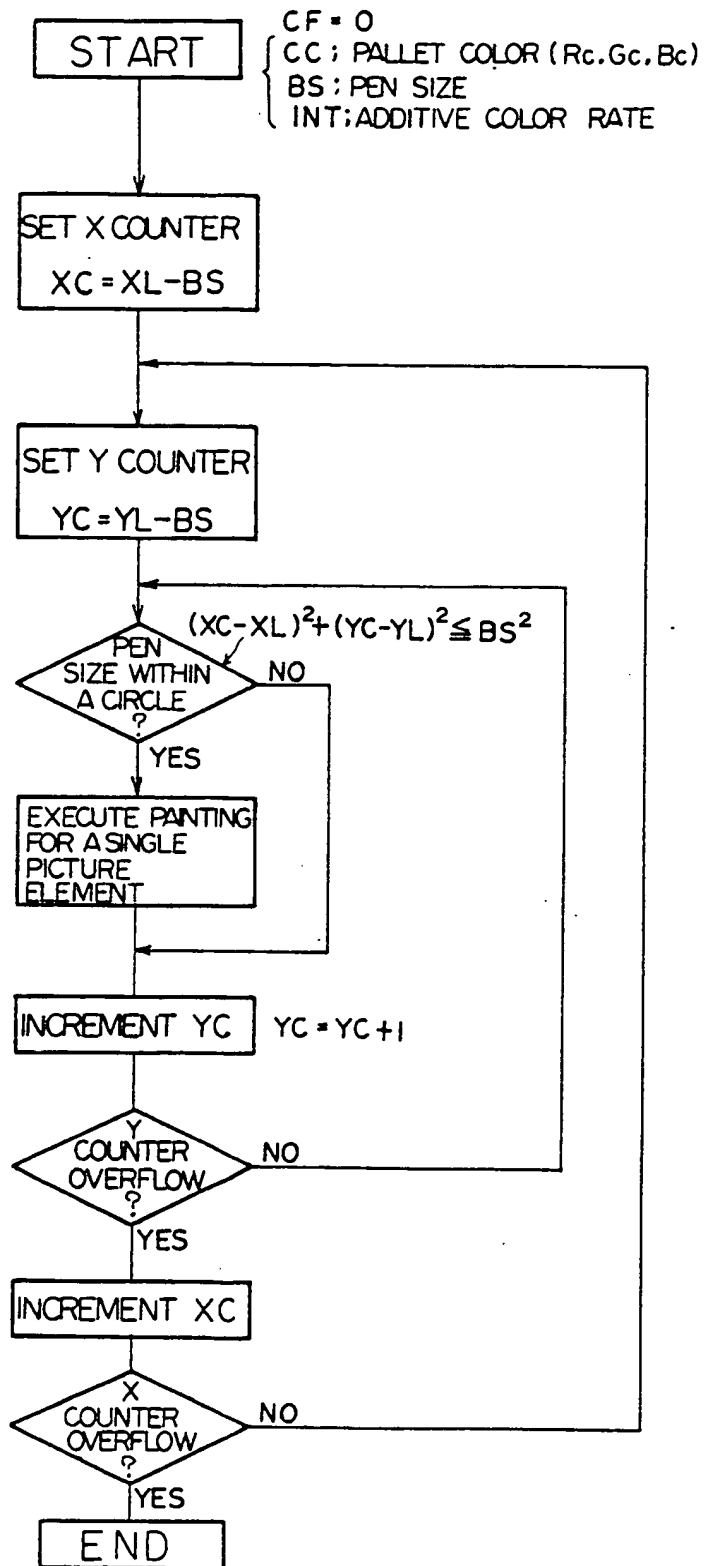 START
CF = 0
CC ; PALLET COLOR (Rc.Gc.Bc)
BS ; PEN SIZE
INT ; ADDITIVE COLOR RATE
SET X COUNTER
XC = XL-BS
SET Y COUNTER
YC = YL-BS
(XC-XL)²+(YC-YL)² ≦ BS²
PEN
SIZE WITHIN
A CIRCLE
?
NO
YES
EXECUTE PAINTING
FOR A SINGLE
PICTURE
ELEMENT
INCREMENT YC
YC = YC+1
Y
COUNTER
OVERFLOW
?
NO
YES
INCREMENT XC
X
COUNTER
OVERFLOW
?
NO
YES
END